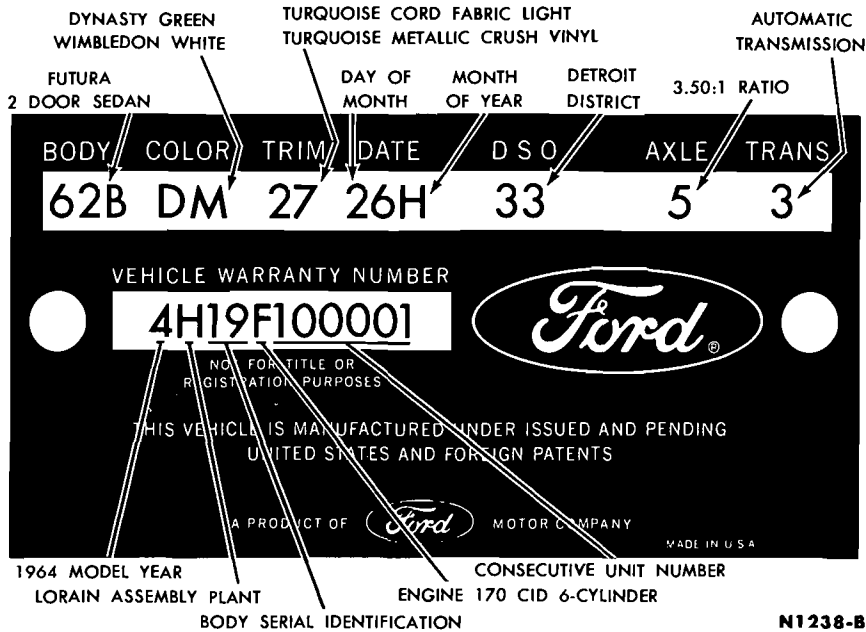 DYNASTY GREEN
WIMBLEDON WHITE
TURQUOISE CORD FABRIC LIGHT
TURQUOISE METALLIC CRUSH VINYL
AUTOMATIC
TRANSMISSION
FUTURA
2 DOOR SEDAN
DAY OF
MONTH
MONTH
OF YEAR
DETROIT
DISTRICT
3.50:1 RATIO
BODY COLOR TRIM DATE D S O AXLE TRANS
62B DM 27 26H 33 5 3
VEHICLE WARRANTY NUMBER
4H19F100001
NOT FOR TITLE OR
REGISTRATION PURPOSES
Ford ®
THIS VEHICLE IS MANUFACTURED UNDER ISSUED AND PENDING
UNITED STATES AND FOREIGN PATENTS
A PRODUCT OF Ford MOTOR COMPANY
MADE IN U S A
1964 MODEL YEAR
LORAIN ASSEMBLY PLANT
BODY SERIAL IDENTIFICATION
CONSECUTIVE UNIT NUMBER
ENGINE 170 CID 6-CYLINDER
N1238-B